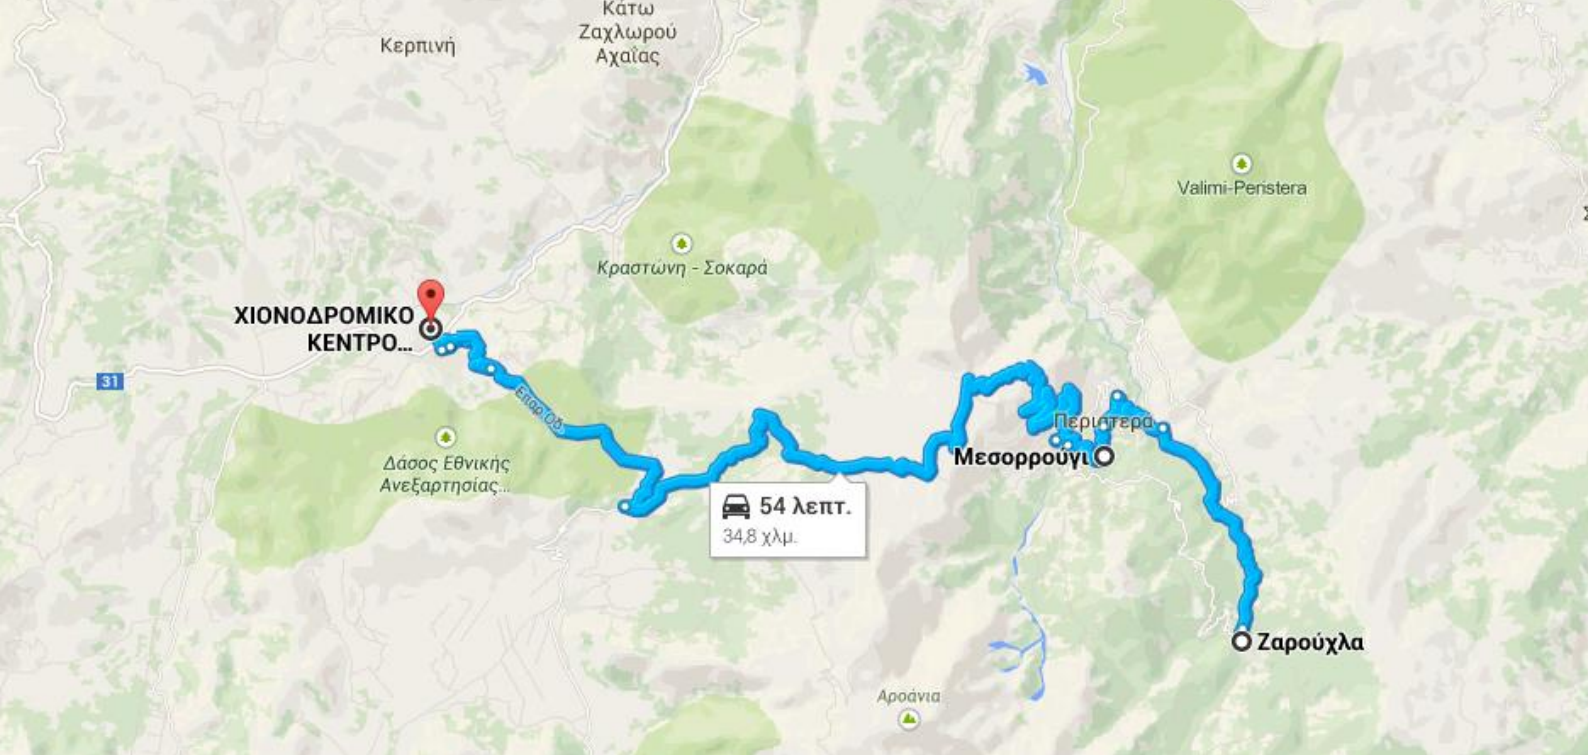 Κάτω
Ζαχλωρού
Αχαΐας
Κερπινή
Valimi-Peristera
Κραστώνη - Σοκαρά
ΧΙΟΝΟΔΡΟΜΙΚΟ
ΚΕΝΤΡΟ...
31
Επαρ.Οδ.
Περιστέρα
Μεσορρούγι
Δάσος Εθνικής
Ανεξαρτησίας...
54 λεπτ.
34,8 χλμ.
Ζαρούχλα
Αροάνια